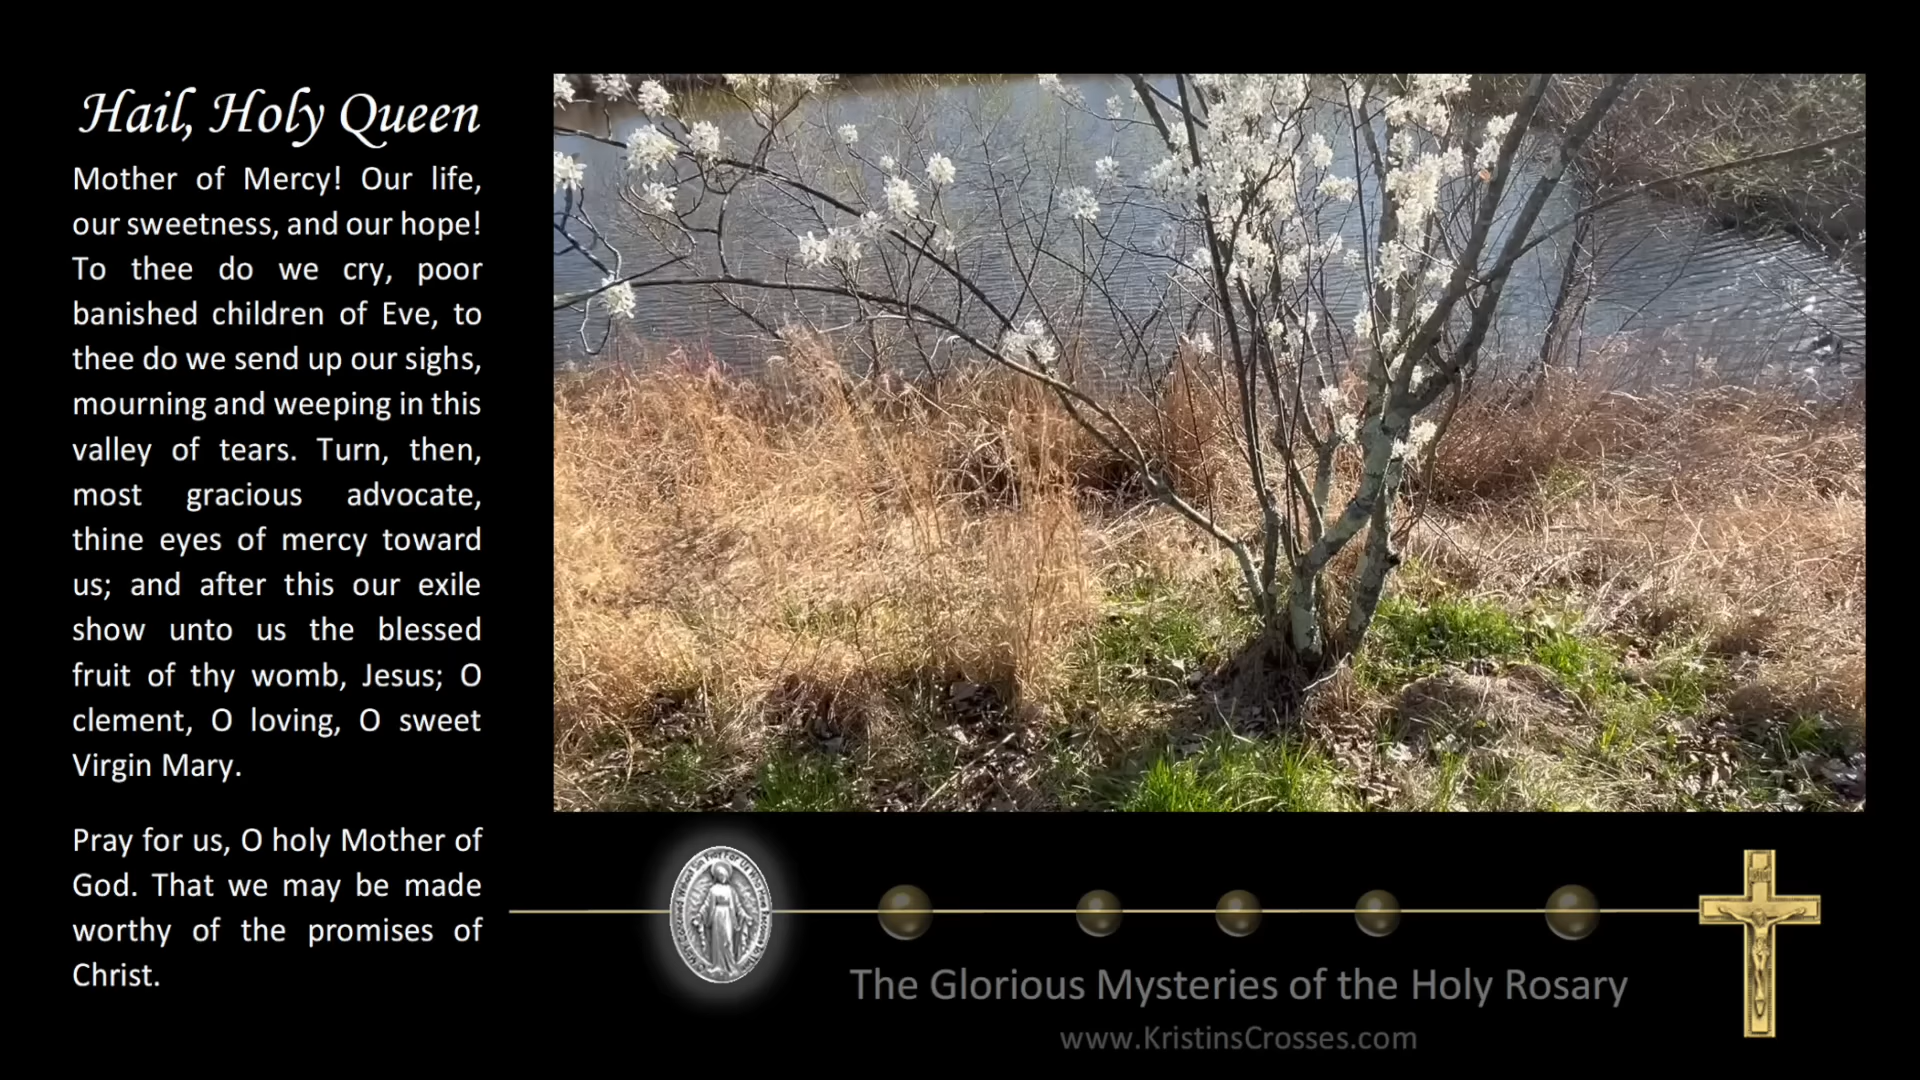 Hail, Holy Queen
Mother of Mercy! Our life,
our sweetness, and our hope!
To thee do we cry, poor
banished children of Eve, to
thee do we send up our sighs,
mourning and weeping in this
valley of tears. Turn, then,
most gracious advocate,
thine eyes of mercy toward
us; and after this our exile
show unto us the blessed
fruit of thy womb, Jesus; O
clement, O loving, O sweet
Virgin Mary.
Pray for us, O holy Mother of
God. That we may be made
worthy of the promises of
Christ.
The Glorious Mysteries of the Holy Rosary
www.KristinsCrosses.com